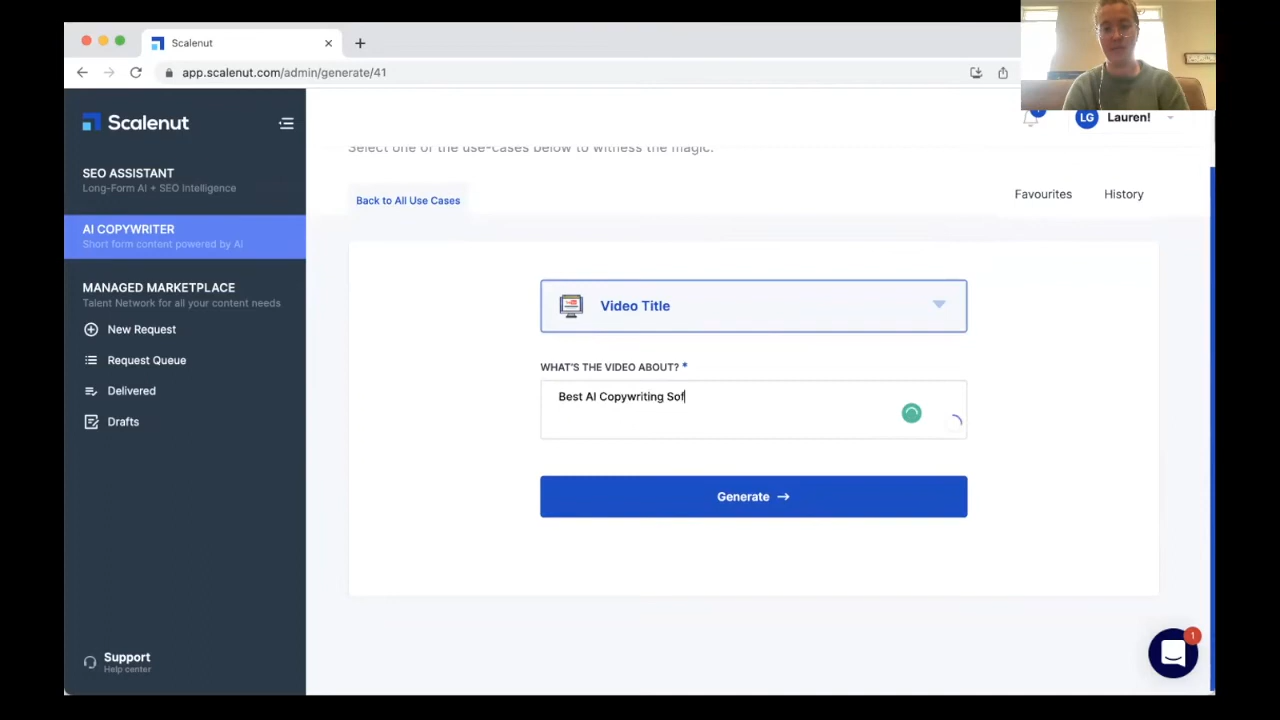 Scalenut
app.scalenut.com/admin/generate/41
Scalenut
LG Lauren!
Select one of the use-cases below to witness the magic.
SEO ASSISTANT
Long-Form AI + SEO Intelligence
Back to All Use Cases
Favourites
History
AI COPYWRITER
Short form content powered by AI
MANAGED MARKETPLACE
Talent Network for all your content needs
New Request
Request Queue
Delivered
Drafts
Video Title
WHAT'S THE VIDEO ABOUT? *
Best AI Copywriting Sof
Generate →
Support
Help center
1